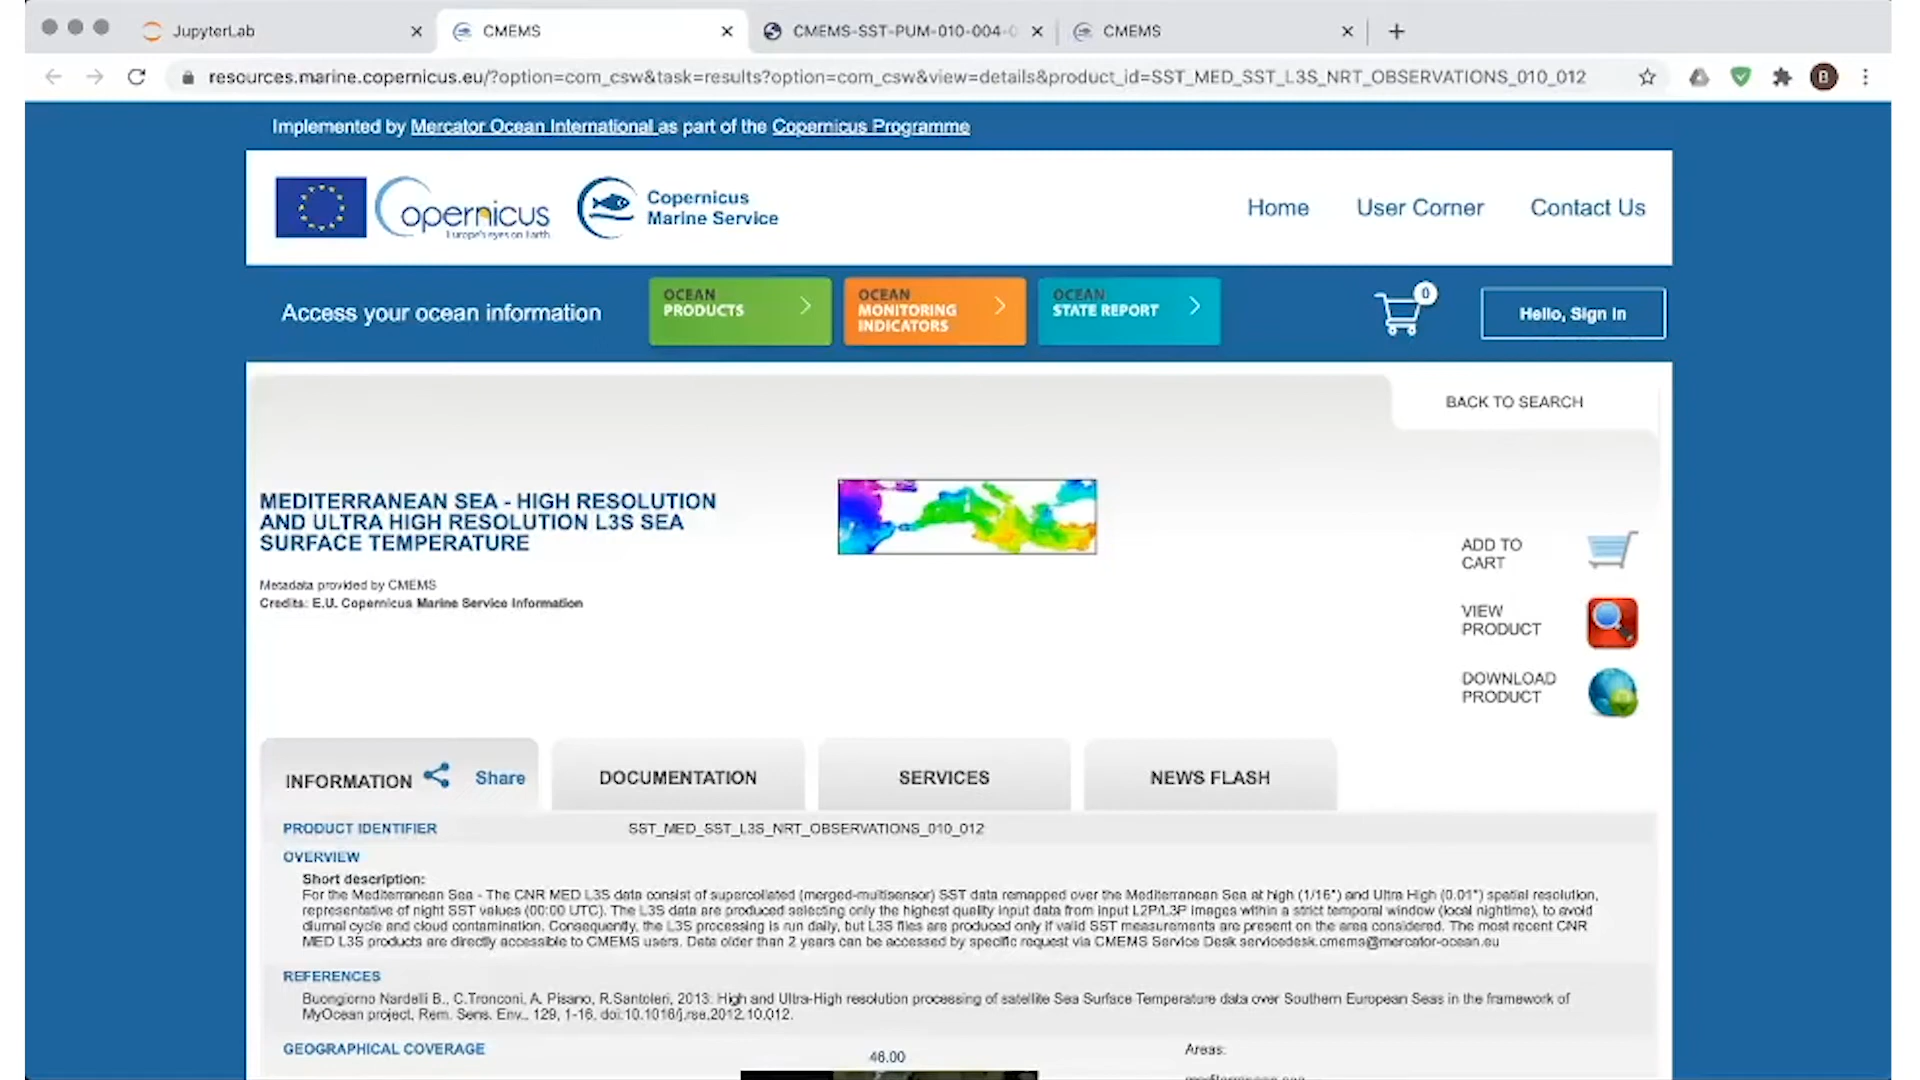 JupyterLab
CMEMS
CMEMS-SST-PUM-010-004-
CMEMS
resources.marine.copernicus.eu/?option=com_csw&task=results?option=com_csw&view=details&product_id=SST_MED_SST_L3S_NRT_OBSERVATIONS_010_012
B
Implemented by Mercator Ocean International as part of the Copernicus Programme
opernicus
Europe's eyes on Earth
Copernicus
Marine Service
Home
User Corner
Contact Us
Access your ocean information
OCEAN
PRODUCTS
OCEAN
MONITORING
INDICATORS
OCEAN
STATE REPORT
0
Hello, Sign In
BACK TO SEARCH
MEDITERRANEAN SEA - HIGH RESOLUTION
AND ULTRA HIGH RESOLUTION L3S SEA
SURFACE TEMPERATURE
Metadata provided by CMEMS
Credits: E.U. Copernicus Marine Service Information
ADD TO
CART
VIEW
PRODUCT
DOWNLOAD
PRODUCT
INFORMATION
Share
DOCUMENTATION
SERVICES
NEWS FLASH
PRODUCT IDENTIFIER
SST_MED_SST_L3S_NRT_OBSERVATIONS_010_012
OVERVIEW
Short description:
For the Mediterranean Sea - The CNR MED L3S data consist of supercollated (merged-multisensor) SST data remapped over the Mediterranean Sea at high (1/16°) and Ultra High (0.01°) spatial resolution,
representative of night SST values (00:00 UTC). The L3S data are produced selecting only the highest quality input data from input L2P/L3P images within a strict temporal window (local nightime), to avoid
diurnal cycle and cloud contamination. Consequently, the L3S processing is run daily, but L3S files are produced only if valid SST measurements are present on the area considered. The most recent CNR
MED L3S products are directly accessible to CMEMS users. Data older than 2 years can be accessed by specific request via CMEMS Service Desk servicedesk.cmems@mercator-ocean.eu
REFERENCES
Buongiorno Nardelli B., C.Tronconi, A. Pisano, R.Santoleri, 2013: High and Ultra-High resolution processing of satellite Sea Surface Temperature data over Southern European Seas in the framework of
MyOcean project, Rem. Sens. Env., 129, 1-16, doi:10.1016/j.rse.2012.10.012.
GEOGRAPHICAL COVERAGE
46.00
Areas: